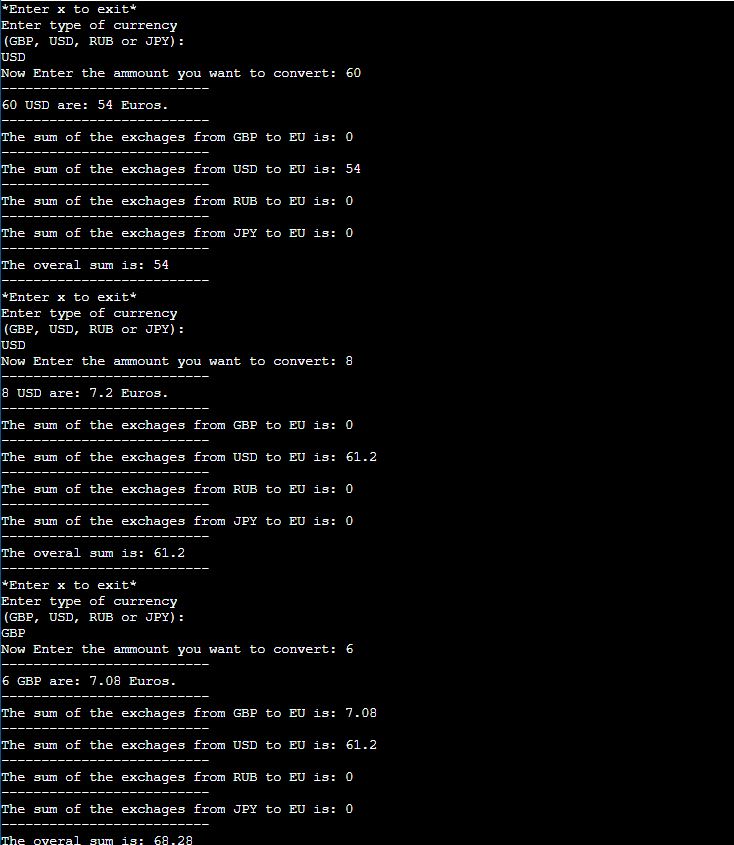 *Enter x to exit*
Enter type of currency
(GBP, USD, RUB or JPY):
USD
Now Enter the ammount you want to convert: 60
--------------------------
60 USD are: 54 Euros.
--------------------------
The sum of the exchages from GBP to EU is: 0
--------------------------
The sum of the exchages from USD to EU is: 54
--------------------------
The sum of the exchages from RUB to EU is: 0
--------------------------
The sum of the exchages from JPY to EU is: 0
--------------------------
The overal sum is: 54
--------------------------
*Enter x to exit*
Enter type of currency
(GBP, USD, RUB or JPY):
USD
Now Enter the ammount you want to convert: 8
--------------------------
8 USD are: 7.2 Euros.
--------------------------
The sum of the exchages from GBP to EU is: 0
--------------------------
The sum of the exchages from USD to EU is: 61.2
--------------------------
The sum of the exchages from RUB to EU is: 0
--------------------------
The sum of the exchages from JPY to EU is: 0
--------------------------
The overal sum is: 61.2
--------------------------
*Enter x to exit*
Enter type of currency
(GBP, USD, RUB or JPY):
GBP
Now Enter the ammount you want to convert: 6
--------------------------
6 GBP are: 7.08 Euros.
--------------------------
The sum of the exchages from GBP to EU is: 7.08
--------------------------
The sum of the exchages from USD to EU is: 61.2
--------------------------
The sum of the exchages from RUB to EU is: 0
--------------------------
The sum of the exchages from JPY to EU is: 0
--------------------------
The overal sum is: 68.28